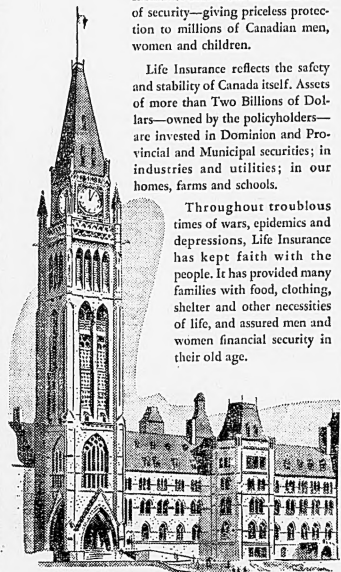 of security—giving priceless protec-
tion to millions of Canadian men,
women and children.
Life Insurance reflects the safety
and stability of Canada itself. Assets
of more than Two Billions of Dol-
lars—owned by the policyholders—
are invested in Dominion and Pro-
vincial and Municipal securities; in
industries and utilities; in our
homes, farms and schools.
Throughout troublous
times of wars, epidemics and
depressions, Life Insurance
has kept faith with the
people. It has provided many
families with food, clothing,
shelter and other necessities
of life, and assured men and
women financial security in
their old age.